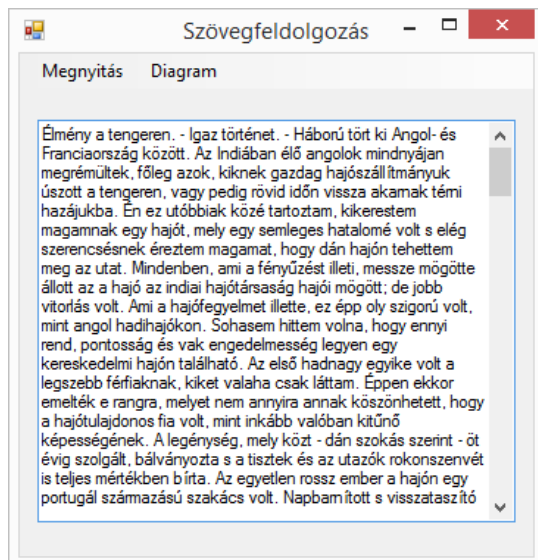 Szövegfeldolgozás
Megnyitás Diagram
Élmény a tengeren. - Igaz történet. - Háború tört ki Angol- és
Franciaország között. Az Indiában élő angolok mindnyájan
megrémültek, főleg azok, kiknek gazdag hajószállítmányuk
úszott a tengeren, vagy pedig rövid időn vissza akarnak térni
hazájukba. Én ez utóbbiak közé tartoztam, kikerestem
magamnak egy hajót, mely egy semleges hatalomé volt s elég
szerencsésnek éreztem magamat, hogy dán hajón tehettem
meg az utat. Mindenben, ami a fényűzést illeti, messze mögötte
állott az a hajó az indiai hajótársaság hajói mögött; de jobb
vitorlás volt. Ami a hajófegyelmet illette, ez épp oly szigorú volt,
mint angol hadihajókon. Sohasem hittem volna, hogy ennyi
rend, pontosság és vak engedelmesség legyen egy
kereskedelmi hajón található. Az első hadnagy egyike volt a
legszebb férfiaknak, kiket valaha csak láttam. Éppen ekkor
emelték e rangra, melyet nem annyira annak köszönhetett, hogy
a hajótulajdonos fia volt, mint inkább valóban kitűnő
képességének. A legénység, mely közt - dán szokás szerint - öt
évig szolgált, bálványozta s a tisztek és az utazók rokonszenvét
is teljes mértékben bírta. Az egyetlen rossz ember a hajón egy
portugál származású szakács volt. Napbarnított s visszataszító